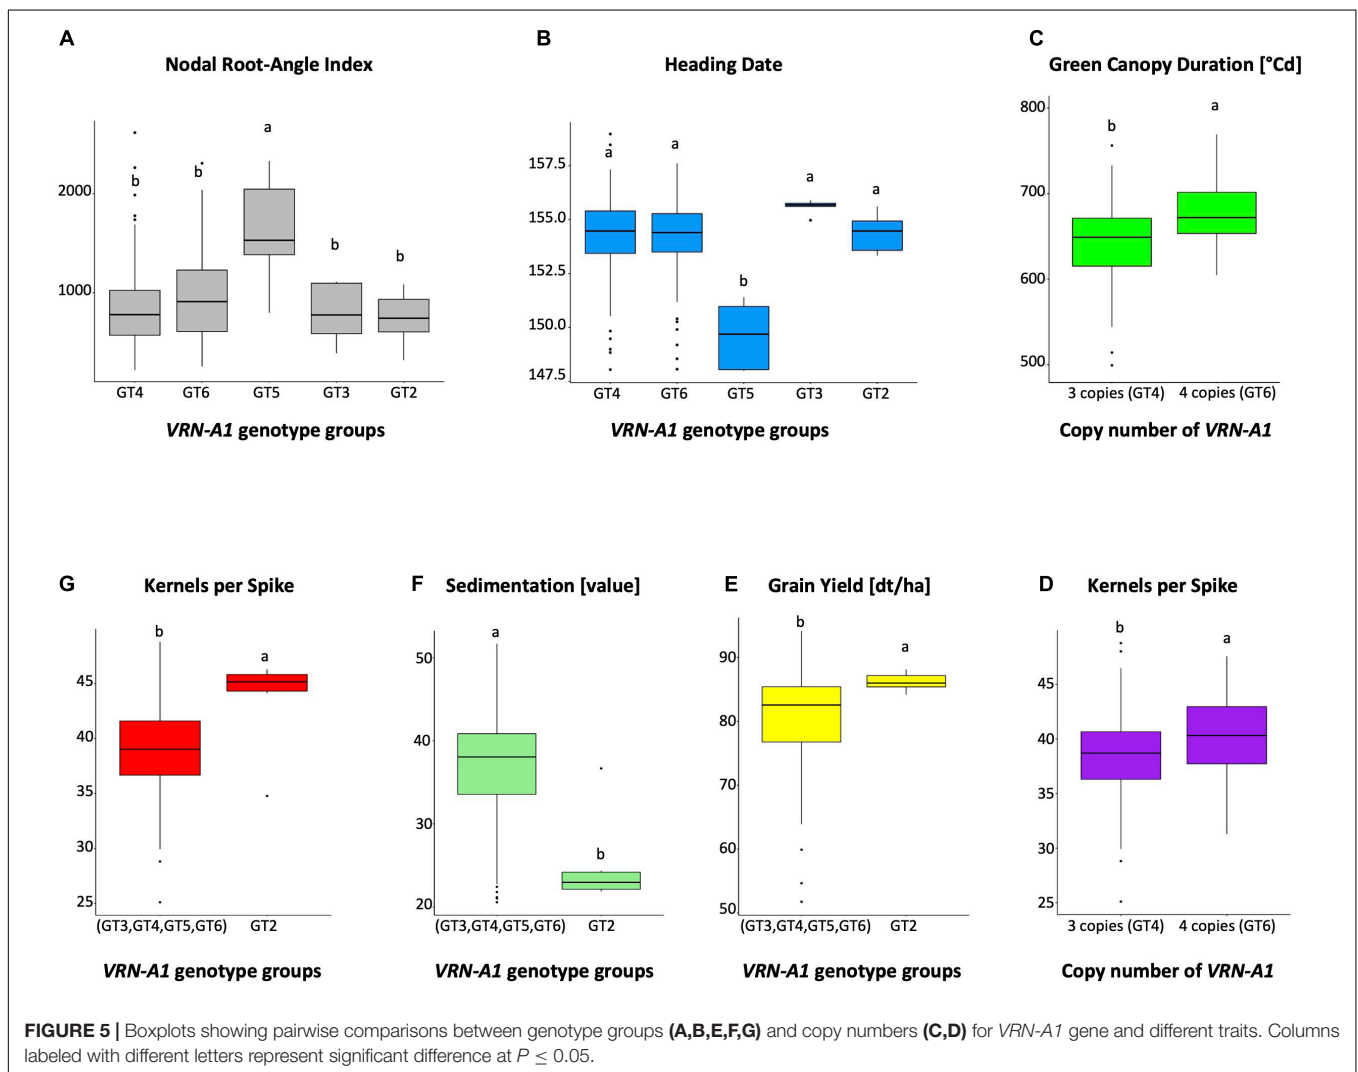 A
Nodal Root-Angle Index
2000
1000
b
b
a
b
b
GT4 GT6 GT5 GT3 GT2
VRN-A1 genotype groups
B
Heading Date
157.5
155.0
152.5
150.0
147.5
a
a
b
a
a
GT4 GT6 GT5 GT3 GT2
VRN-A1 genotype groups
C
Green Canopy Duration [°Cd]
800
700
600
500
b
a
3 copies (GT4) 4 copies (GT6)
Copy number of VRN-A1
G
Kernels per Spike
45
40
35
30
25
b
a
(GT3,GT4,GT5,GT6) GT2
VRN-A1 genotype groups
F
Sedimentation [value]
50
40
30
20
a
b
(GT3,GT4,GT5,GT6) GT2
VRN-A1 genotype groups
E
Grain Yield [dt/ha]
90
80
70
60
50
b
a
(GT3,GT4,GT5,GT6) GT2
VRN-A1 genotype groups
D
Kernels per Spike
45
40
35
30
25
b
a
3 copies (GT4) 4 copies (GT6)
Copy number of VRN-A1
FIGURE 5 | Boxplots showing pairwise comparisons between genotype groups (A,B,E,F,G) and copy numbers (C,D) for VRN-A1 gene and different traits. Columns
labeled with different letters represent significant difference at P ≤ 0.05.